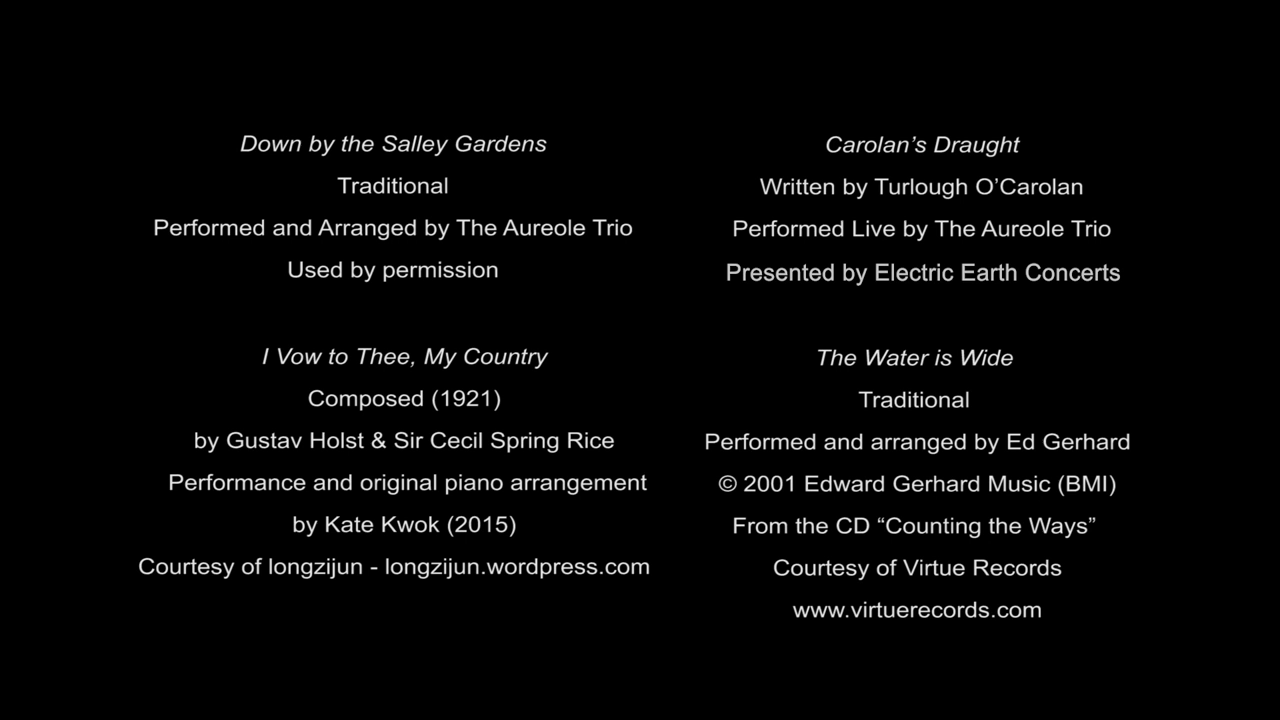 Down by the Salley Gardens
Traditional
Performed and Arranged by The Aureole Trio
Used by permission
Carolan’s Draught
Written by Turlough O’Carolan
Performed Live by The Aureole Trio
Presented by Electric Earth Concerts
I Vow to Thee, My Country
Composed (1921)
by Gustav Holst & Sir Cecil Spring Rice
Performance and original piano arrangement
by Kate Kwok (2015)
Courtesy of longzijun - longzijun.wordpress.com
The Water is Wide
Traditional
Performed and arranged by Ed Gerhard
© 2001 Edward Gerhard Music (BMI)
From the CD “Counting the Ways”
Courtesy of Virtue Records
www.virtuerecords.com